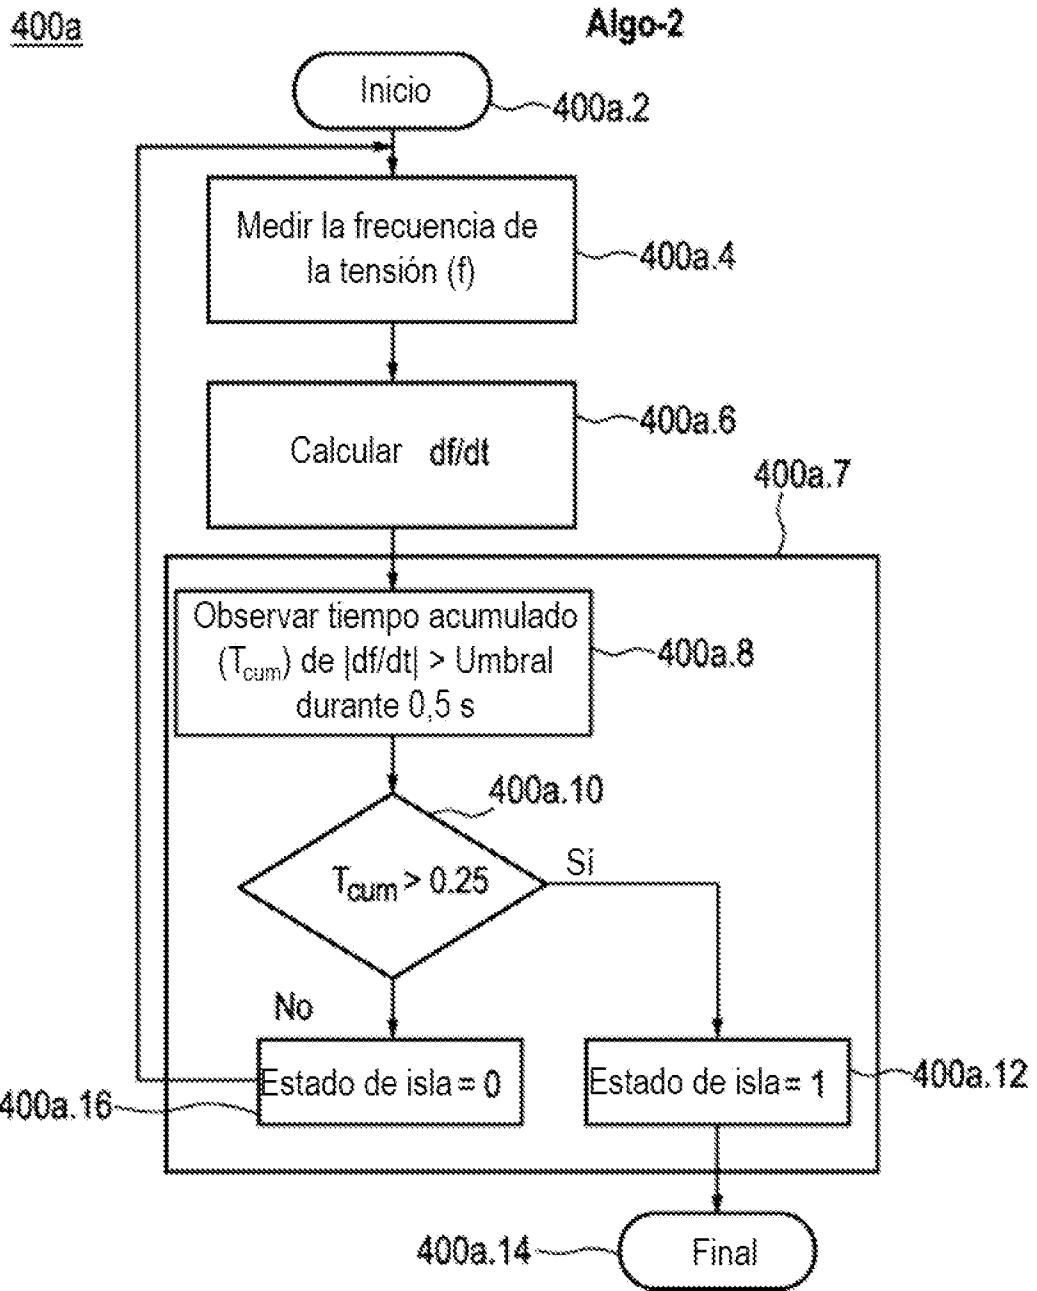 400a
Algo-2
Inicio
400a.2
Medir la frecuencia de
la tensión (f)
400a.4
Calcular df/dt
400a.6
400a.7
Observar tiempo acumulado
(Tcum) de |df/dt| > Umbral
durante 0,5 s
400a.8
400a.10
Tcum > 0.25
Sí
No
Estado de isla = 0
400a.16
Estado de isla = 1
400a.12
400a.14
Final